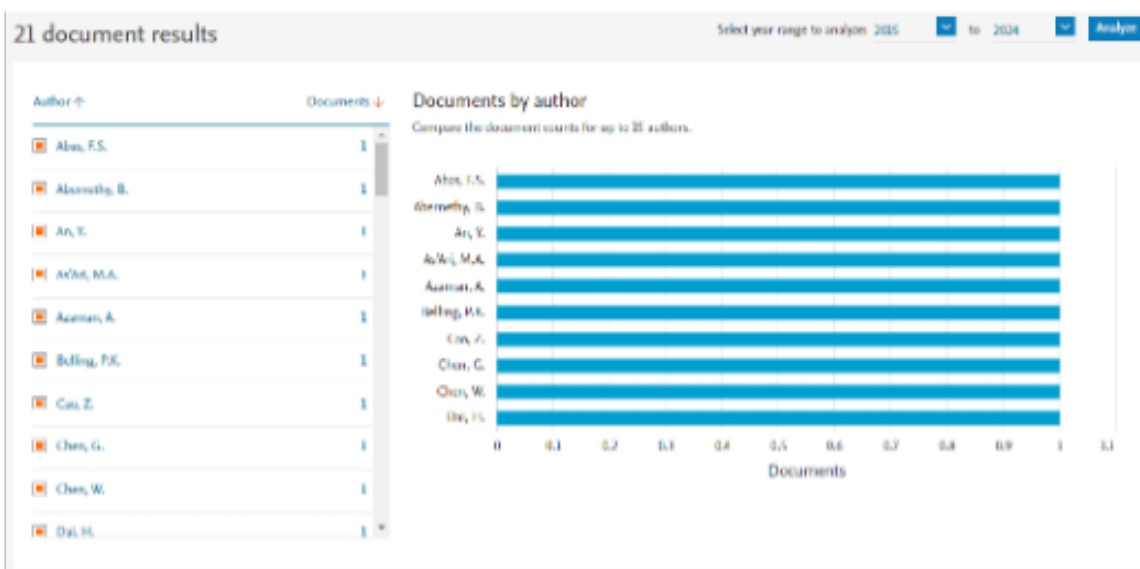 21 document results
Select year range to analyze: 2015 to 2024 Analyze
Author Documents
Abas, F.S. 1
Abernethy, B. 1
An, Y. 1
As'Ari, M.A. 1
Azaman, A. 1
Belling, P.K. 1
Cao, Z. 1
Chen, G. 1
Chen, W. 1
Dai, H. 1
Documents by author
Compare the document counts for up to 15 authors.
Abas, F.S.
Abernethy, B.
An, Y.
As'Ari, M.A.
Azaman, A.
Belling, P.K.
Cao, Z.
Chen, G.
Chen, W.
Dai, H.
0 0.1 0.2 0.3 0.4 0.5 0.6 0.7 0.8 0.9 1 1.1
Documents